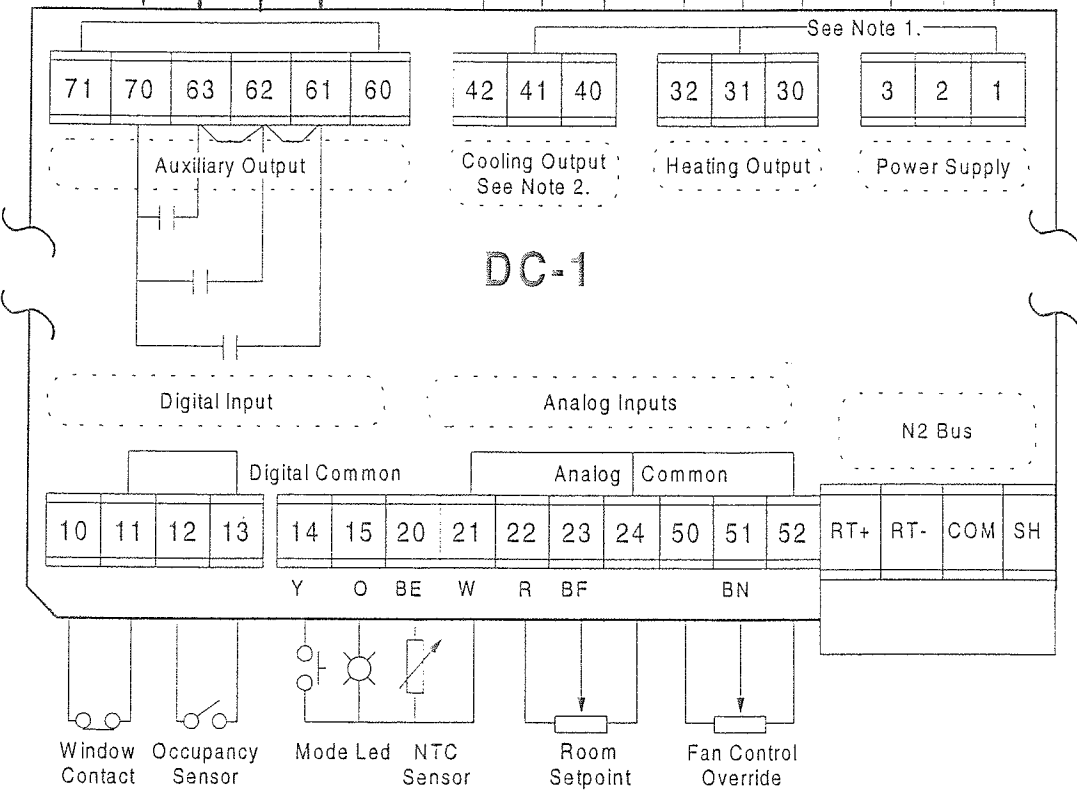 See Note 1.
71 70 63 62 61 60
42 41 40
32 31 30
3 2 1
Auxiliary Output
Cooling Output
See Note 2.
Heating Output
Power Supply
DC-1
Digital Input
Analog Inputs
N2 Bus
Digital Common
Analog Common
10 11 12 13
14 15 20 21 22 23 24 50 51 52
RT+ RT- COM SH
Y O BE W R BF BN
Window
Contact
Occupancy
Sensor
Mode Led
NTC
Sensor
Room
Setpoint
Fan Control
Override